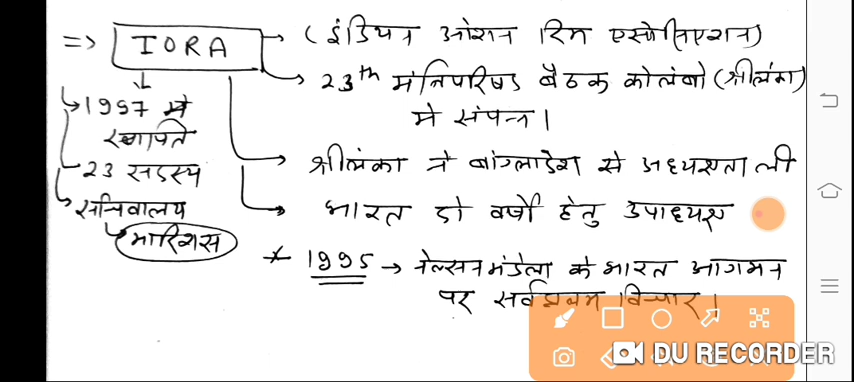 => IORA → (इंडियन ओशन रिम एसोसिएशन)
→ 23th मंत्रिपरिषद बैठक कोलंबो (श्रीलंका)
में संपन्न।
1997 में
स्थापित
23 सदस्य
सचिवालय
मारिशस
→ श्रीलंका ने बांग्लादेश से अध्यक्षता ली
→ भारत दो वर्षों हेतु उपाध्यक्ष
* 1995 → नेल्सन मंडेला के भारत आगमन
पर सर्वप्रथम विचार।
DU RECORDER